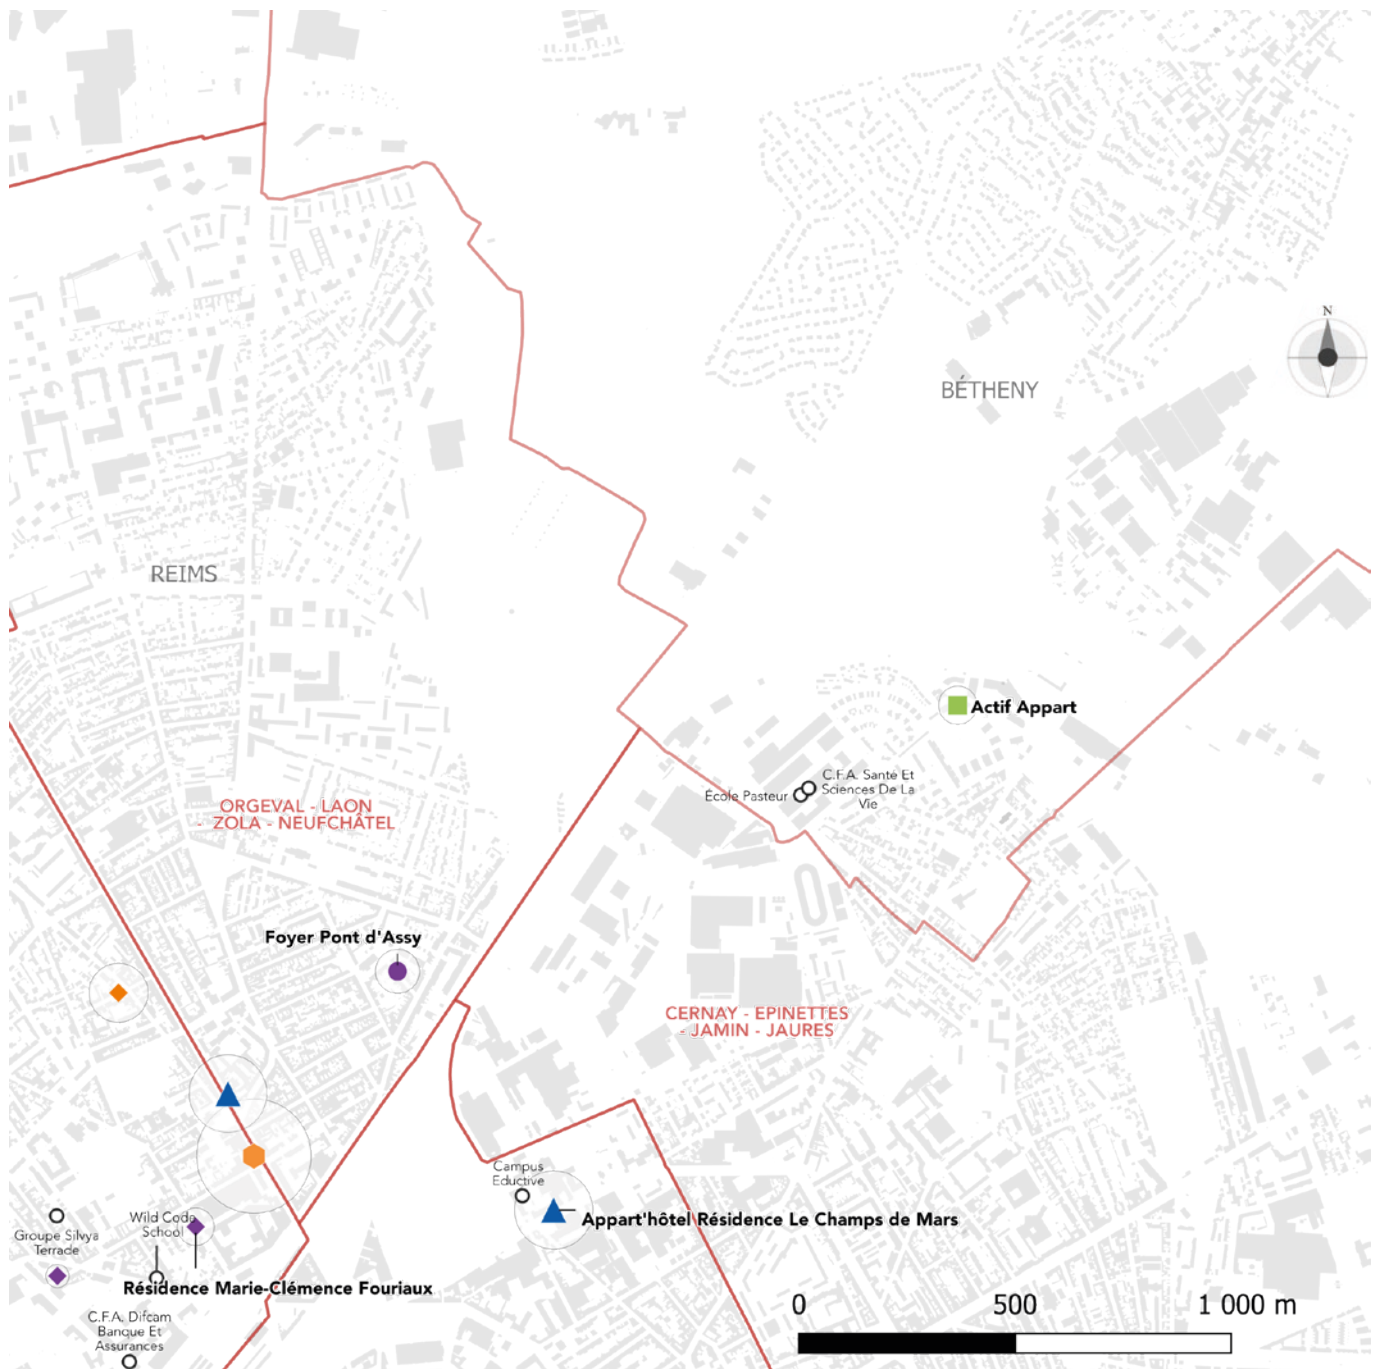 N
BÉTHENY
REIMS
Actif Appart
C.F.A. Santé Et
Sciences De La
Vie
École Pasteur
ORGEVAL - LAON
- ZOLA - NEUFCHÂTEL
Foyer Pont d'Assy
CERNAY - EPINETTES
- JAMIN - JAURES
Campus
Eductive
Appart'hôtel Résidence Le Champs de Mars
Wild Code
School
Groupe Silvya
Terrade
Résidence Marie-Clémence Fouriaux
C.F.A. Difcam
Banque Et
Assurances
0 500 1 000 m